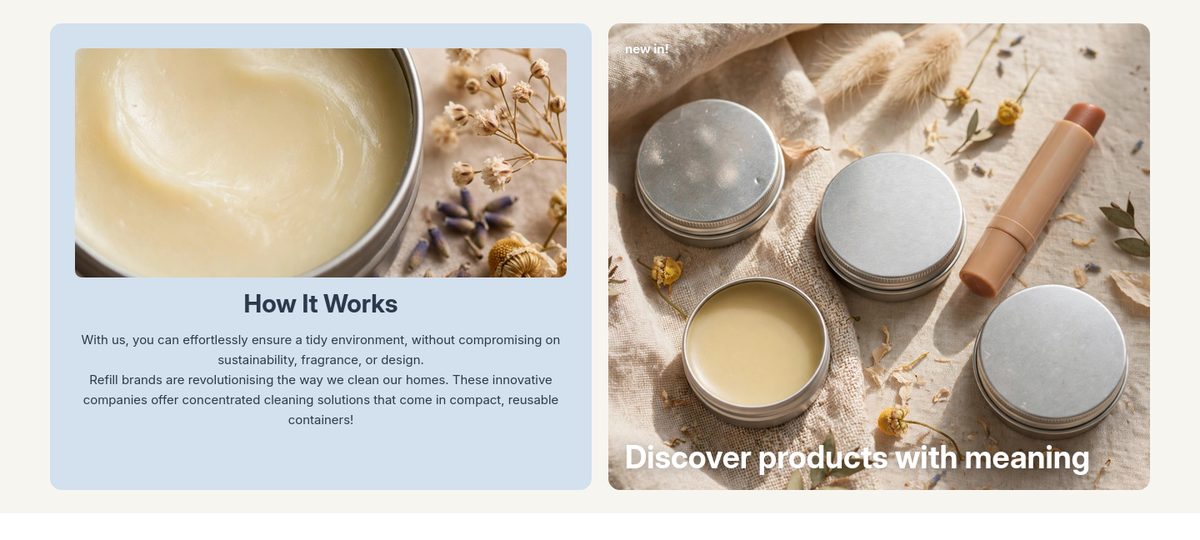 How It Works
With us, you can effortlessly ensure a tidy environment, without compromising on
sustainability, fragrance, or design.
Refill brands are revolutionising the way we clean our homes. These innovative
companies offer concentrated cleaning solutions that come in compact, reusable
containers!
new in!
Discover products with meaning